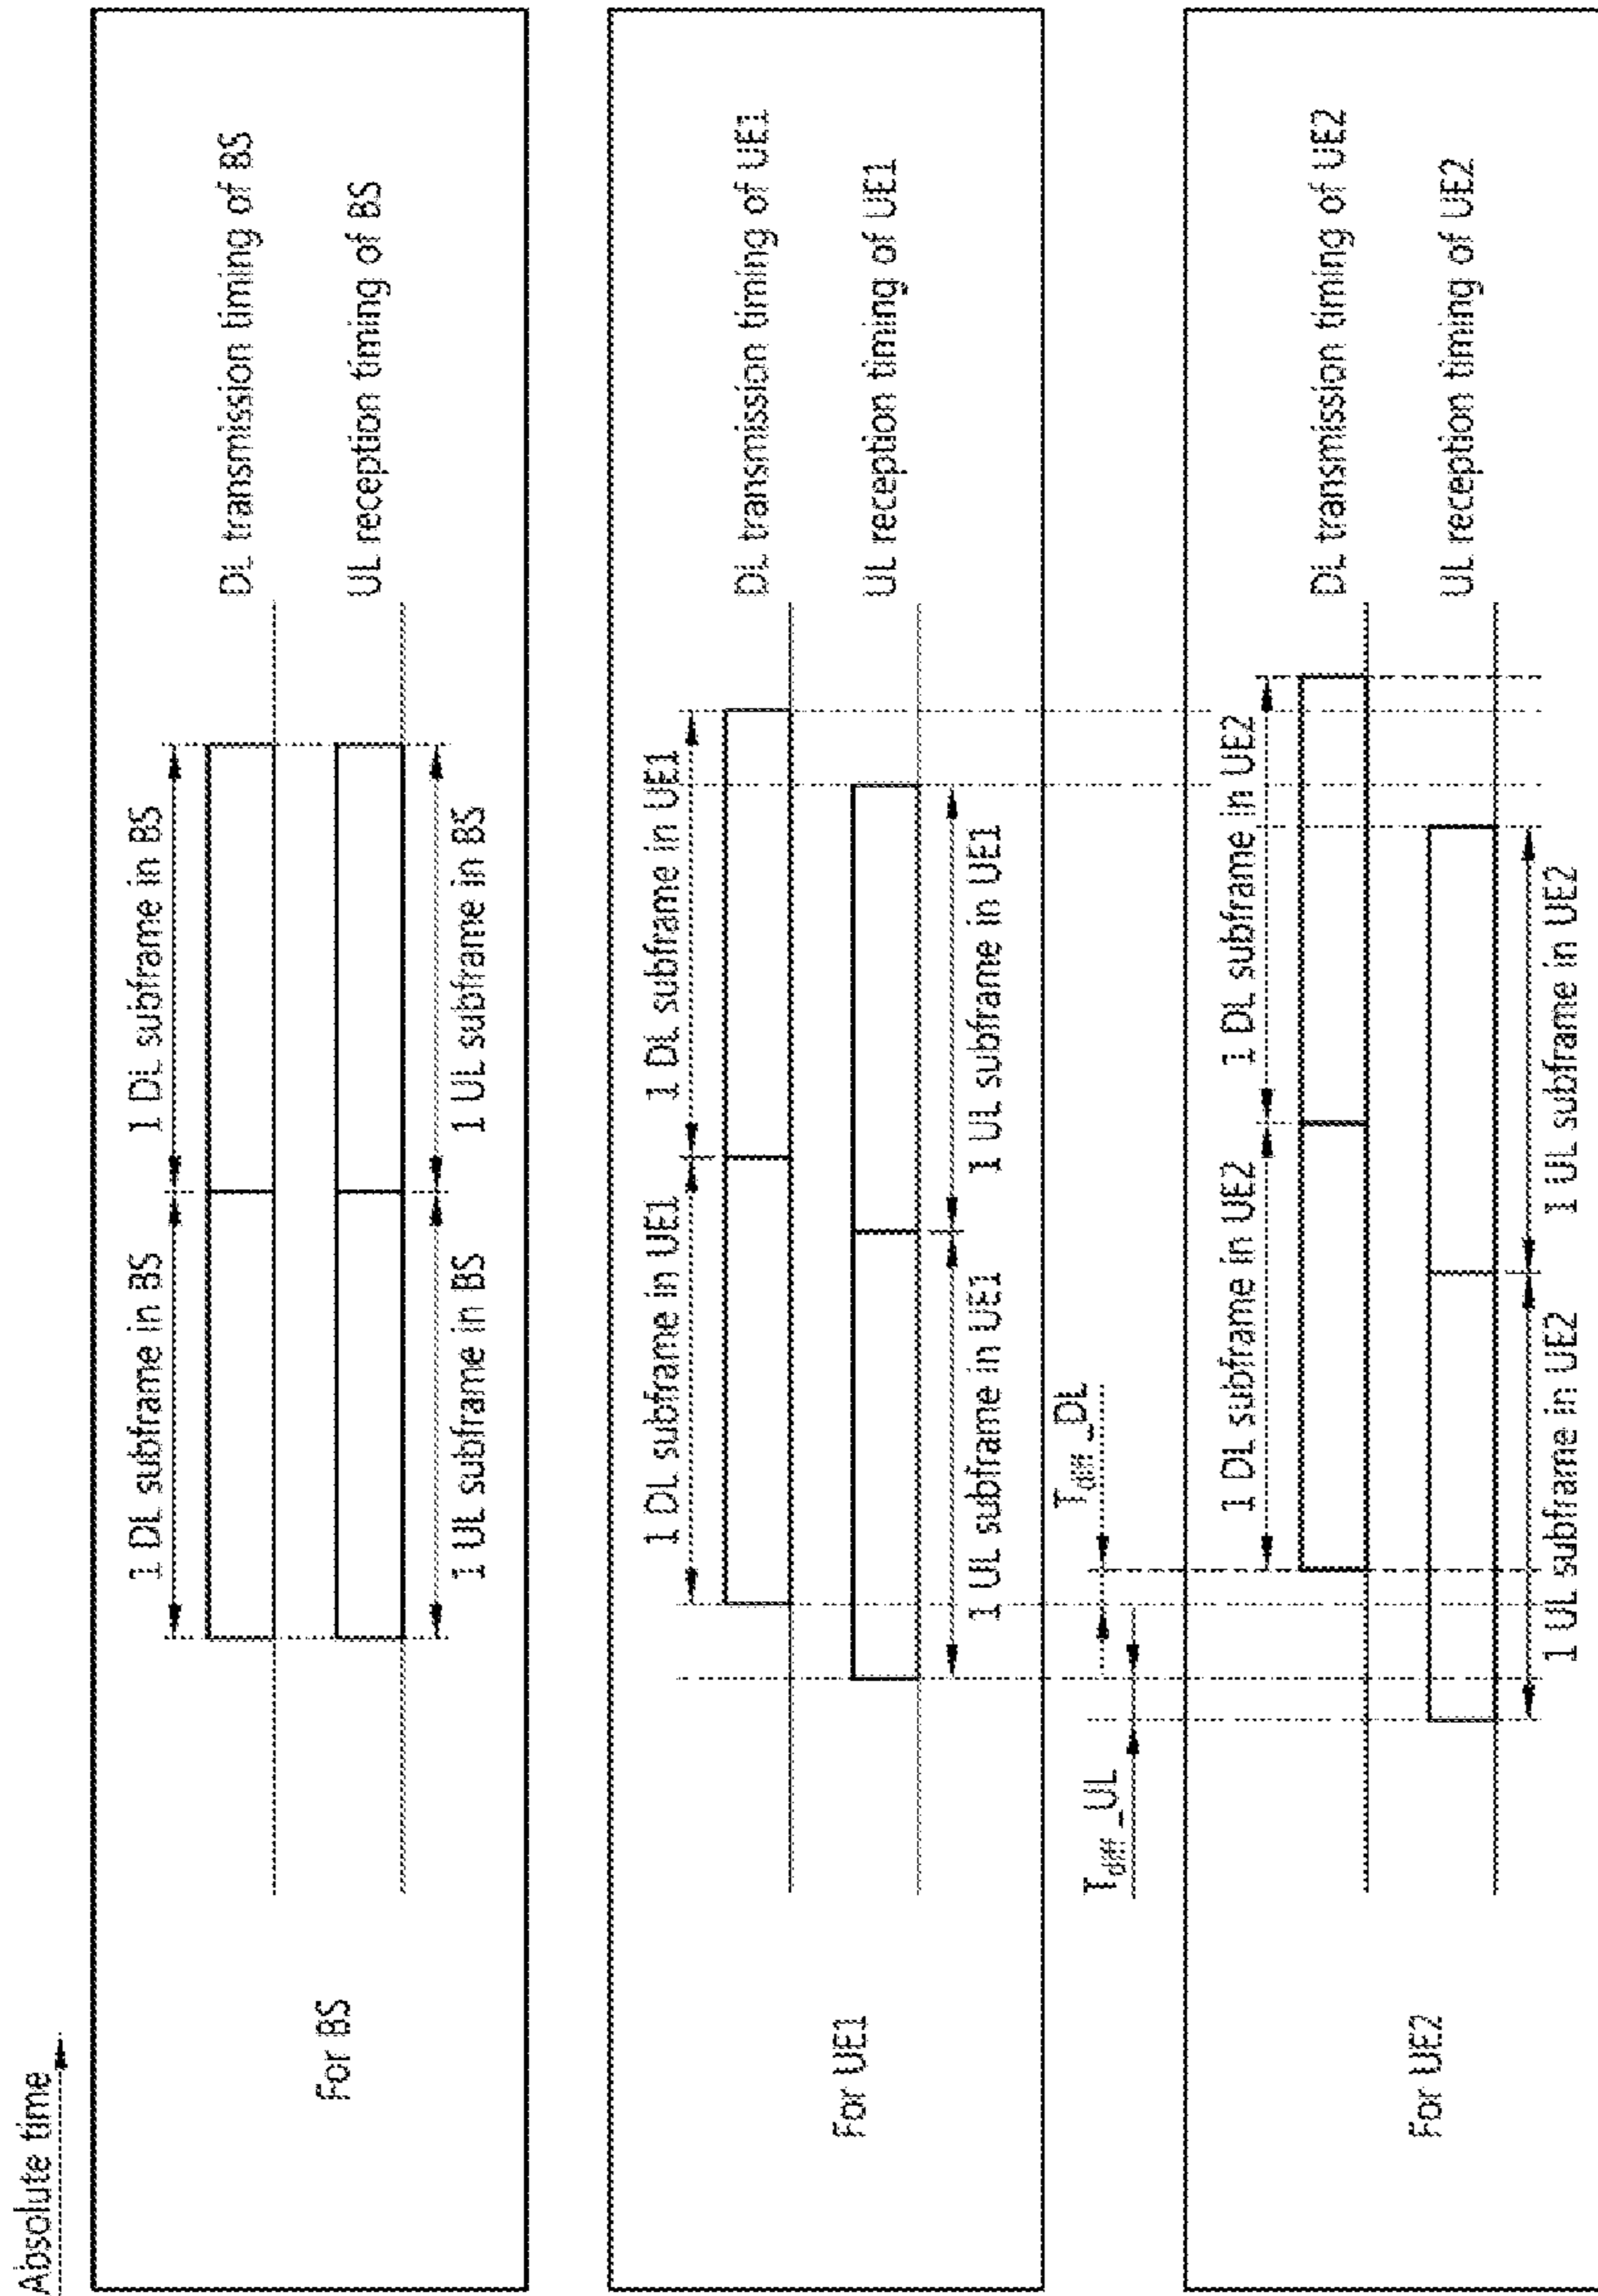 Absolute time
For BS
1 DL subframe in BS
1 DL subframe in BS
DL transmission timing of BS
UL reception timing of BS
1 UL subframe in BS
1 UL subframe in BS
For UE1
1 DL subframe in UE1
1 DL subframe in UE1
DL transmission timing of UE1
UL reception timing of UE1
1 UL subframe in UE1
1 UL subframe in UE1
Tdiff_DL
Tdiff_UL
For UE2
1 DL subframe in UE2
1 DL subframe in UE2
DL transmission timing of UE2
UL reception timing of UE2
1 UL subframe in UE2
1 UL subframe in UE2